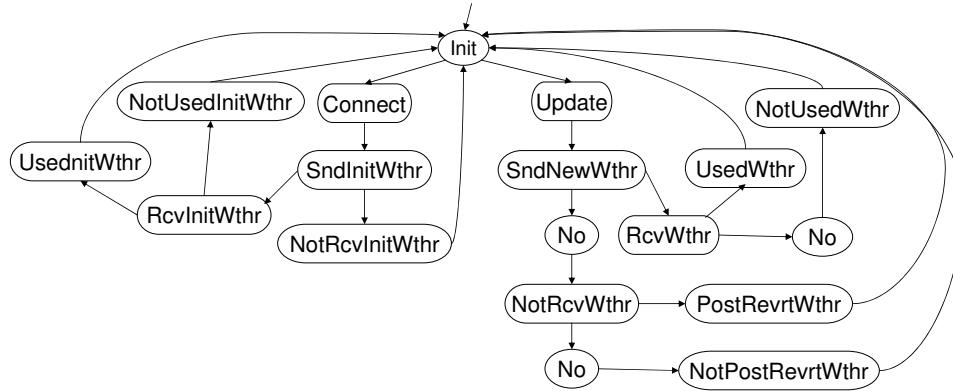 Init
NotUsedInitWthr
Connect
Update
NotUsedWthr
UsednitWthr
SndInitWthr
SndNewWthr
UsedWthr
RcvInitWthr
NotRcvInitWthr
No
RcvWthr
No
NotRcvWthr
PostRevrtWthr
No
NotPostRevrtWthr